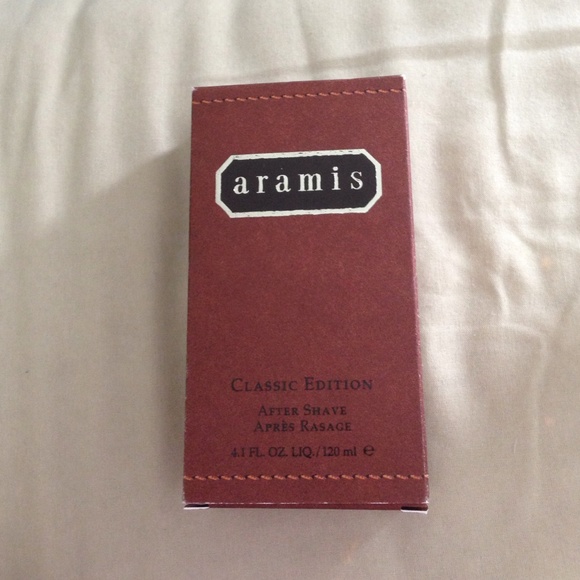 aramis
CLASSIC EDITION
AFTER SHAVE
APRÈS RASAGE
4.1 FL. OZ. LIQ./120 ml ℮